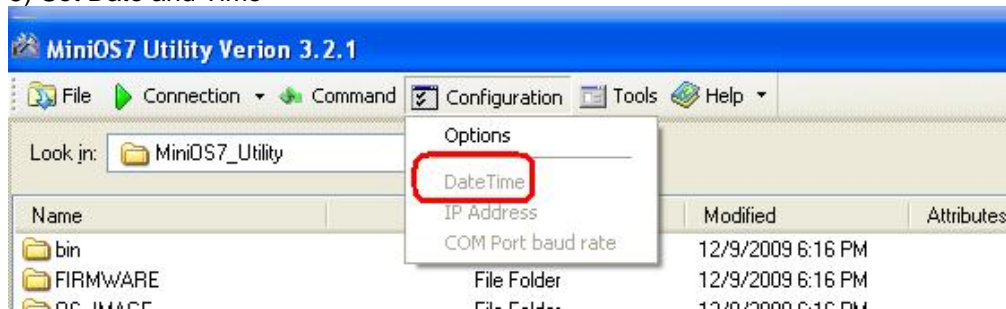 MiniOS7 Utility Verion 3.2.1
File Connection Command Configuration Tools Help
Look in: MiniOS7_Utility
Options
DateTime
IP Address
COM Port baud rate
Name Modified Attributes
bin 12/9/2009 6:16 PM
FIRMWARE File Folder 12/9/2009 6:16 PM